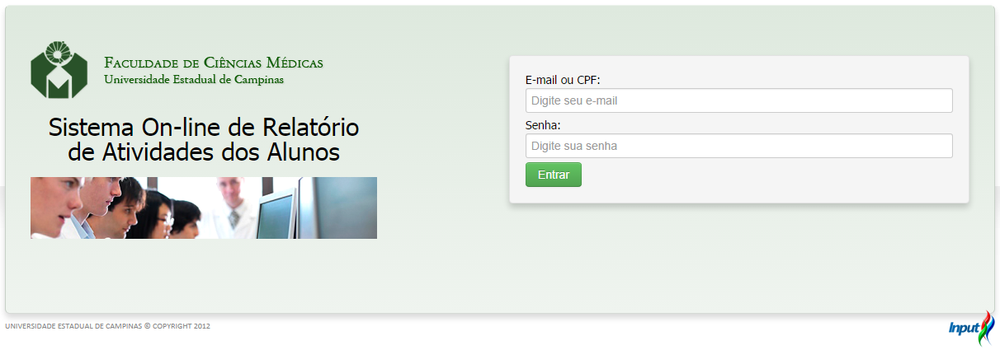 Faculdade de Ciências Médicas
Universidade Estadual de Campinas
Sistema On-line de Relatório
de Atividades dos Alunos
E-mail ou CPF:
Digite seu e-mail
Senha:
Digite sua senha
Entrar
UNIVERSIDADE ESTADUAL DE CAMPINAS © COPYRIGHT 2012
Input